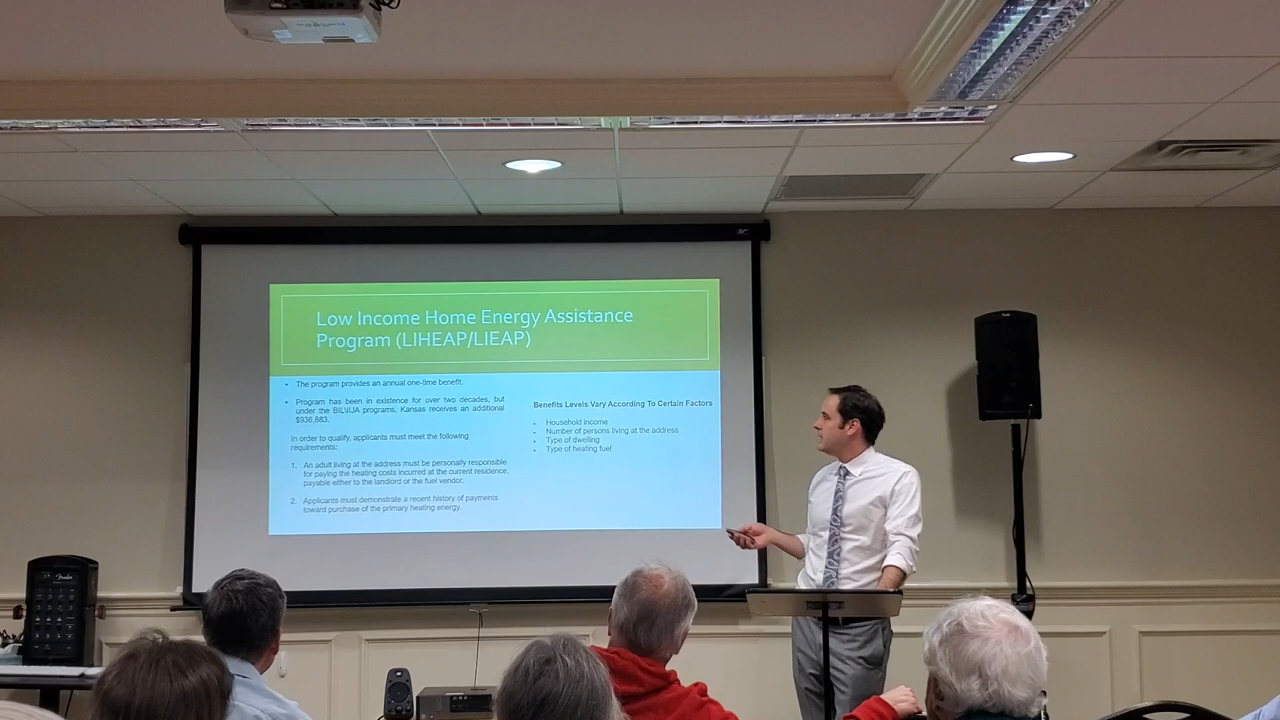 Low Income Home Energy Assistance
Program (LIHEAP/LIEAP)
• The program provides an annual one-time benefit.
• Program has been in existence for over two decades, but
under the BIL\IIJA programs, Kansas receives an additional
$936,883.
In order to qualify, applicants must meet the following
requirements:
1. An adult living at the address must be personally responsible
for paying the heating costs incurred at the current residence,
payable either to the landlord or the fuel vendor.
2. Applicants must demonstrate a recent history of payments
toward purchase of the primary heating energy.
Benefits Levels Vary According To Certain Factors
• Household income
• Number of persons living at the address
• Type of dwelling
• Type of heating fuel
Fender